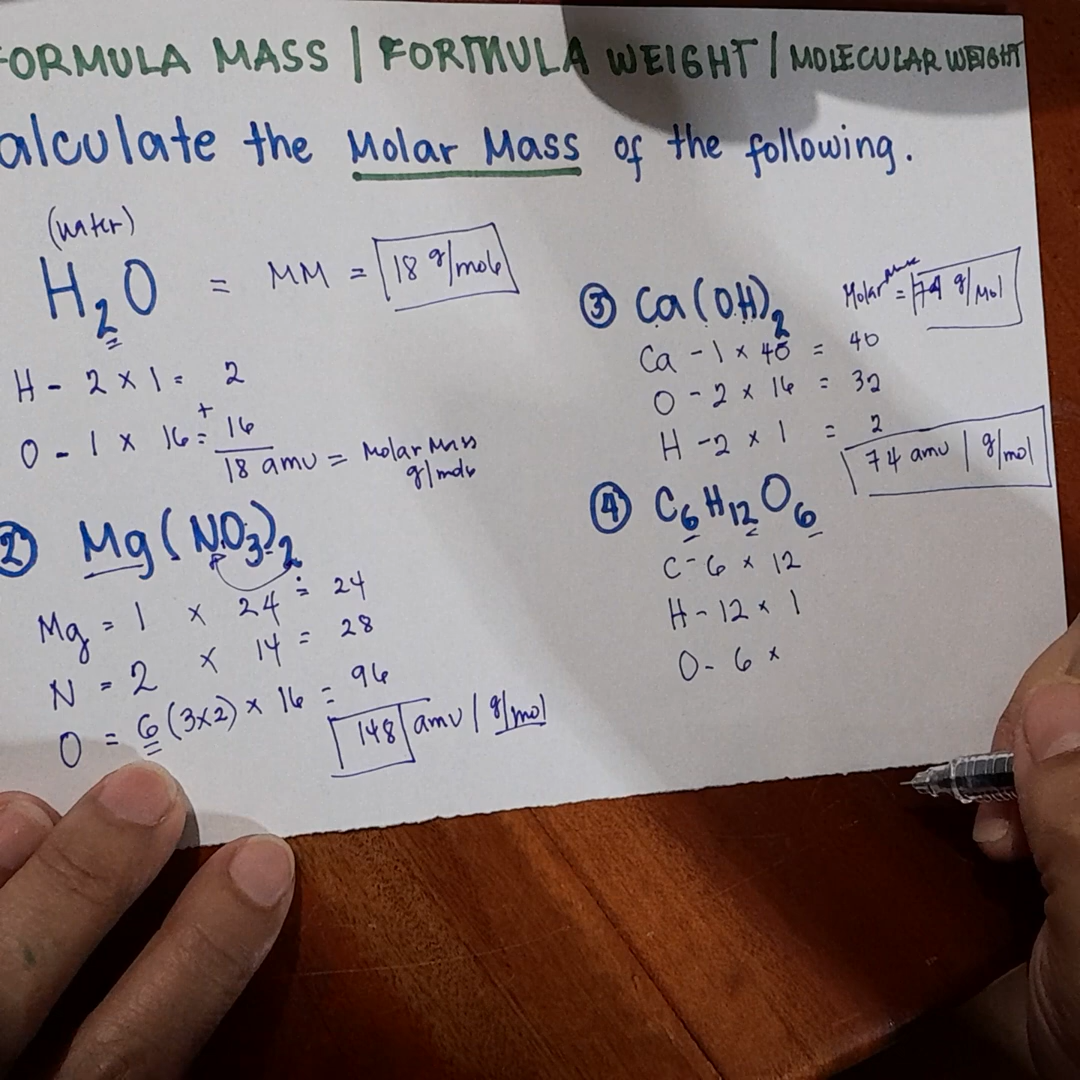 FORMULA MASS | FORMULA WEIGHT | MOLECULAR WEIGHT
alculate the Molar Mass of the following.
(water)
H₂O = MM = 18 g/mole
H - 2 x 1 = 2
O - 1 x 16 = + 16
18 amu = Molar Mass
g/mole
2) Mg(NO₃)₂
Mg = 1 x 24 = 24
N = 2 x 14 = 28
O = 6 (3x2) x 16 = 96
148 amu | g/mol
③ Ca(OH)₂ Molar Mass = 74 g/Mol
Ca - 1 x 40 = 40
O - 2 x 16 = 32
H - 2 x 1 = 2
74 amu | g/mol
④ C₆H₁₂O₆
C - 6 x 12
H - 12 x 1
O - 6 x